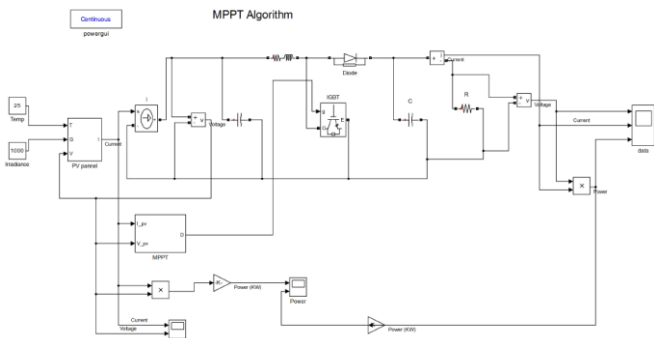 MPPT Algorithm
Continuous
powergui
Current
Diode
I
IGBT
C
R
Voltage
25
Temp
1000
Irradiance
T
G
V
I
PV pannel
Current
Voltage
Current
data
Power
I_pv
V_pv
D
MPPT
-K-
Power (KW)
Power
Power (KW)
Current
Voltage